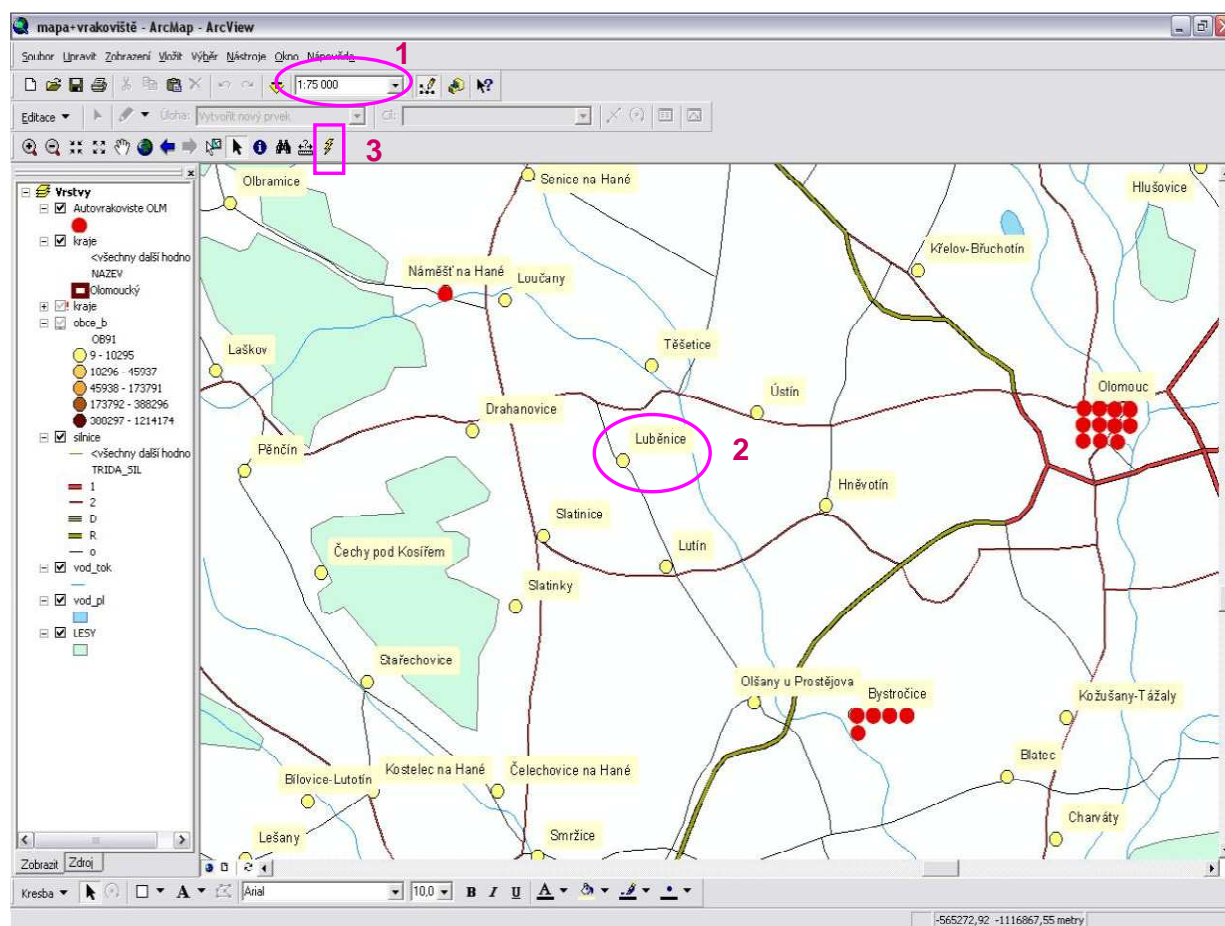 mapa+vrakoviště - ArcMap - ArcView
Soubor Upravit Zobrazení Vložit Výběr Nástroje Okno Nápověda
1
1:75 000
Editace Úloha: Vytvořit nový prvek Cíl:
3
Vrstvy
Autovrakoviste OLM
kraje
<všechny další hodno
NAZEV
Olomoucký
kraje
obce_b
OB91
9 - 10295
10296 - 45937
45938 - 173791
173792 - 388296
388297 - 1214174
silnice
<všechny další hodno
TRIDA_SIL
1
2
D
R
o
vod_tok
vod_pl
LESY
Zobrazit Zdroj
Olbramice
Senice na Hané
Hlušovice
Křelov-Břuchotín
Náměšť na Hané
Loučany
Laškov
Těšetice
Ústín
Olomouc
Drahanovice
Luběnice
2
Pěnčín
Hněvotín
Slatinice
Čechy pod Kosířem
Lutín
Slatinky
Stařechovice
Olšany u Prostějova
Bystročice
Kožušany-Tážaly
Blatec
Bílovice-Lutotín
Kostelec na Hané
Čelechovice na Hané
Charváty
Lešany
Smržice
Kresba A Arial 10,0 B I U A
-565272,92 -1116867,55 metry